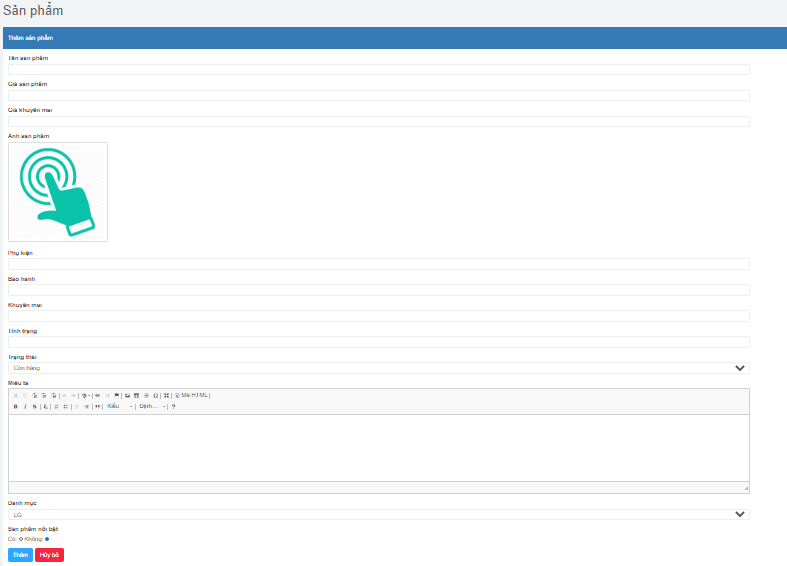 Sản phẩm
Thêm sản phẩm
Tên sản phẩm
Giá sản phẩm
Giá khuyến mãi
Ảnh sản phẩm
Phụ kiện
Bảo hành
Khuyến mãi
Tình trạng
Trạng thái
Còn hàng
Miêu tả
Mã HTML
B I S
Kiểu Định... ?
Danh mục
LG
Sản phẩm nổi bật
Có: Không:
Thêm Hủy bỏ